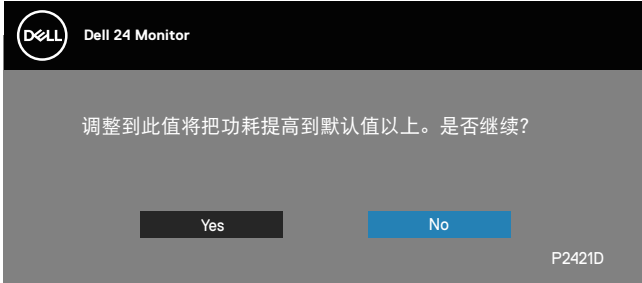 DELL
Dell 24 Monitor
调整到此值将把功耗提高到默认值以上。是否继续?
Yes
No
P2421D